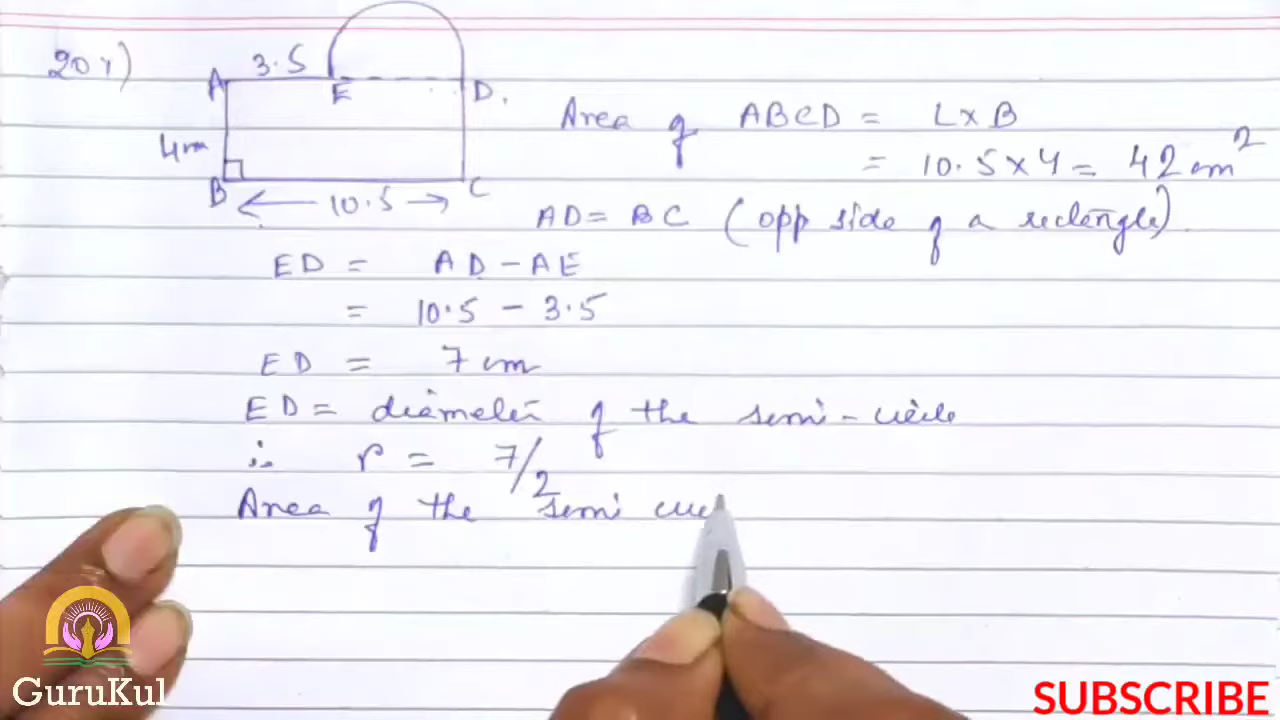 20 i)
3.5
A E D.
4m
B C
10.5
Area of ABCD = L x B
= 10.5 x 4 = 42 cm²
AD = BC (opp side of a rectangle)
ED = AD - AE
= 10.5 - 3.5
ED = 7 cm
ED = diameter of the semi-circle
∴ r = 7/2
Area of the semi
GuruKul
SUBSCRIBE